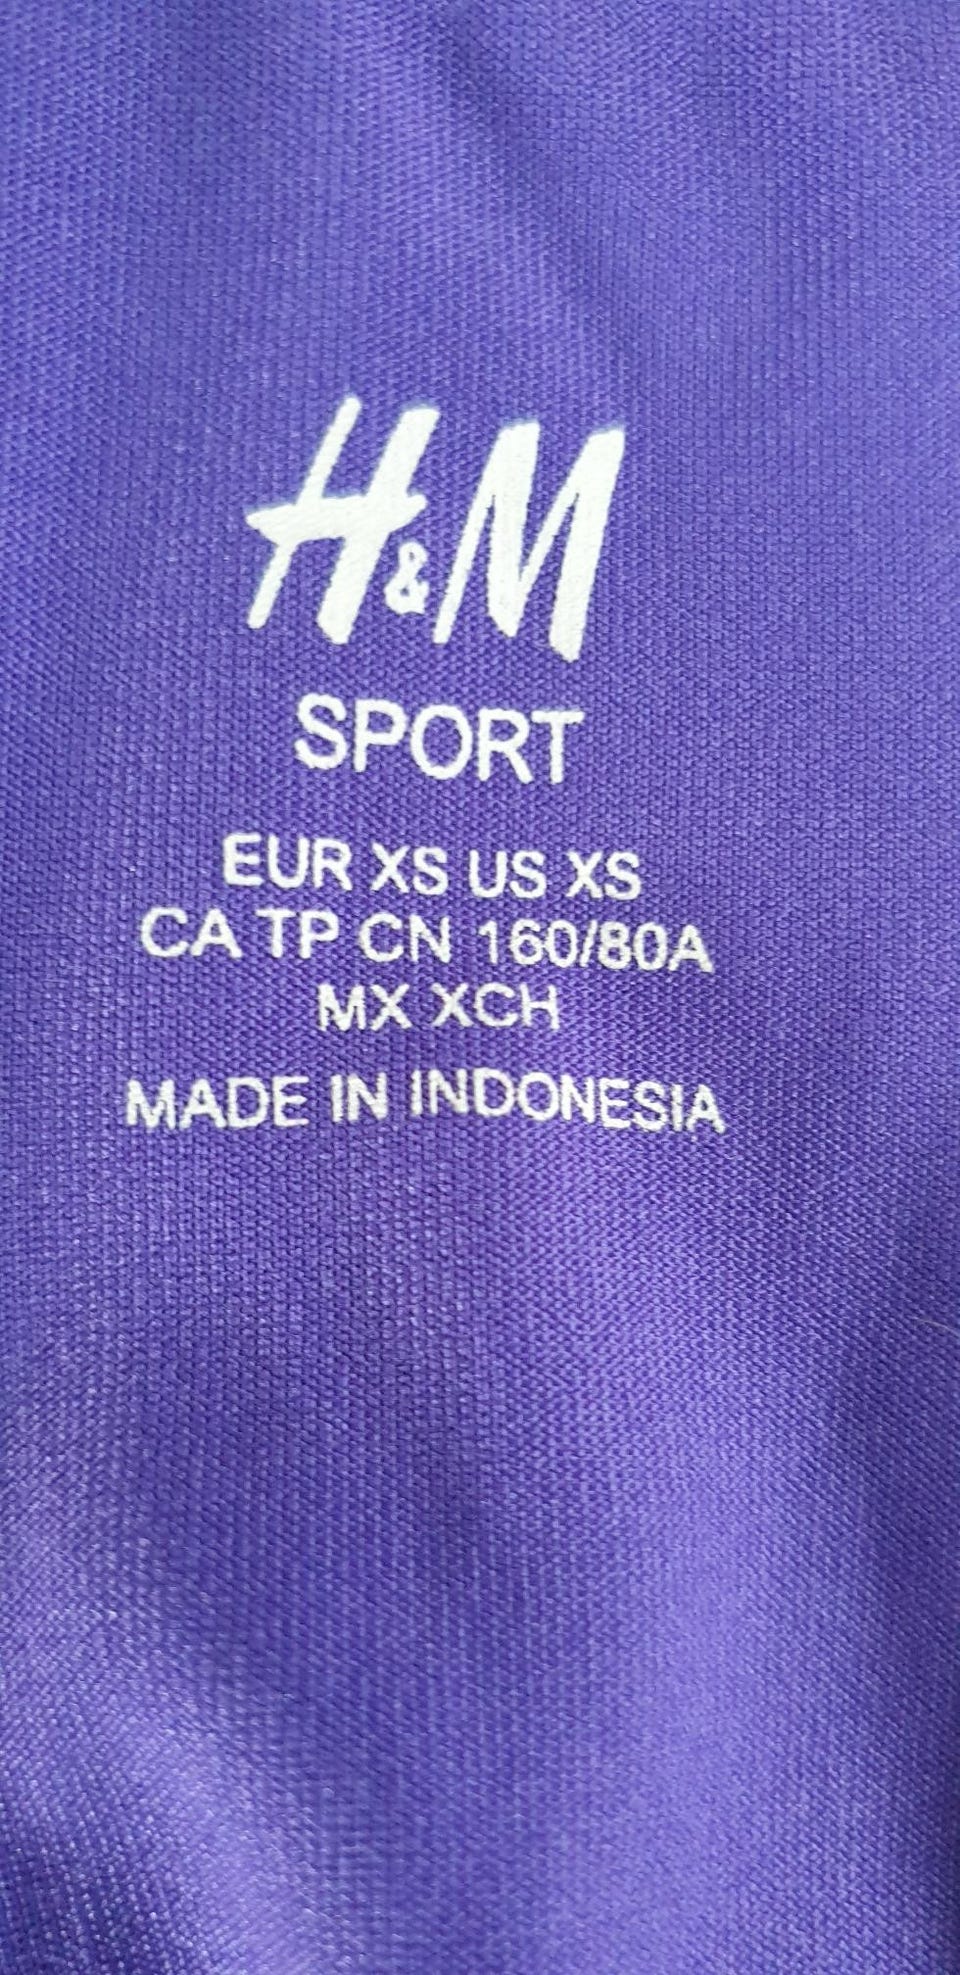 H&M
SPORT
EUR XS US XS
CA TP CN 160/80A
MX XCH
MADE IN INDONESIA